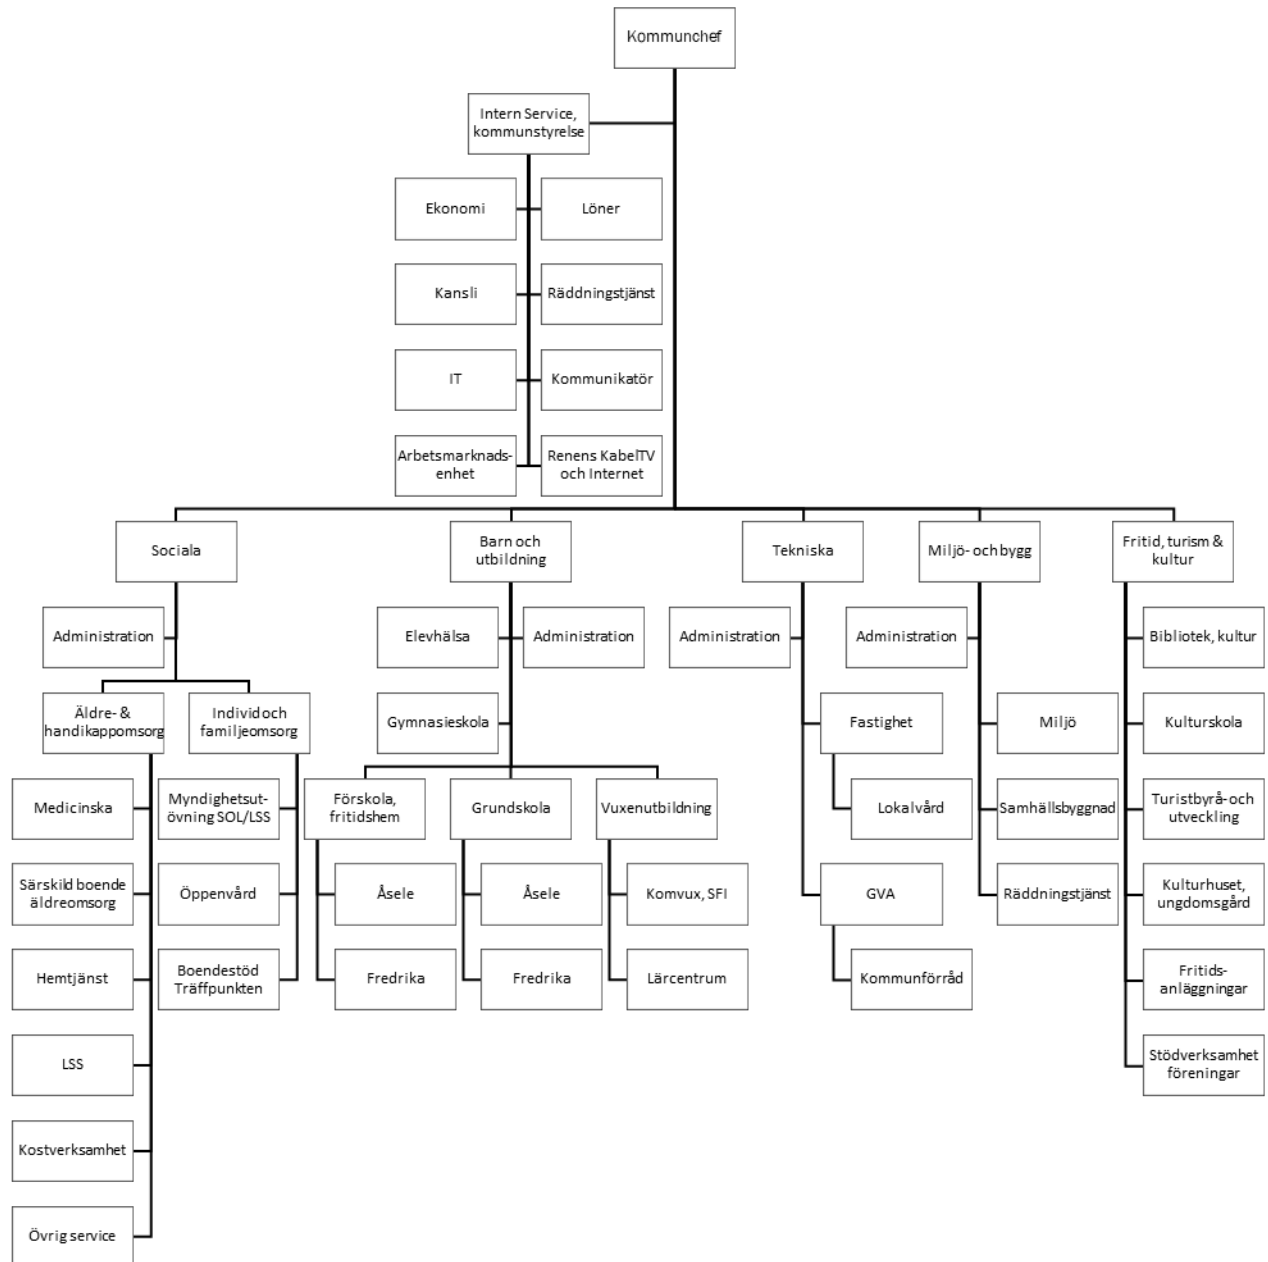 Kommunchef
Intern Service,
kommunstyrelse
Ekonomi
Löner
Kansli
Räddningstjänst
IT
Kommunikatör
Arbetsmarknads-
enhet
Renens KabelTV
och Internet
Sociala
Barn och
utbildning
Tekniska
Miljö- och bygg
Fritid, turism &
kultur
Administration
Elevhälsa
Administration
Administration
Administration
Bibliotek, kultur
Äldre- &
handikappomsorg
Individ och
familjeomsorg
Gymnasieskola
Fastighet
Miljö
Kulturskola
Medicinska
Myndighetsut-
övning SOL/LSS
Förskola,
fritidshem
Grundskola
Vuxenutbildning
Lokalvård
Samhällsbyggnad
Turistbyrå- och
utveckling
Särskild boende
äldreomsorg
Öppenvård
Åsele
Åsele
Komvux, SFI
GVA
Räddningstjänst
Kulturhuset,
ungdomsgård
Hemtjänst
Boendestöd
Träffpunkten
Fredrika
Fredrika
Lärcentrum
Kommunförråd
Fritids-
anläggningar
LSS
Stödverksamhet
föreningar
Kostverksamhet
Övrig service